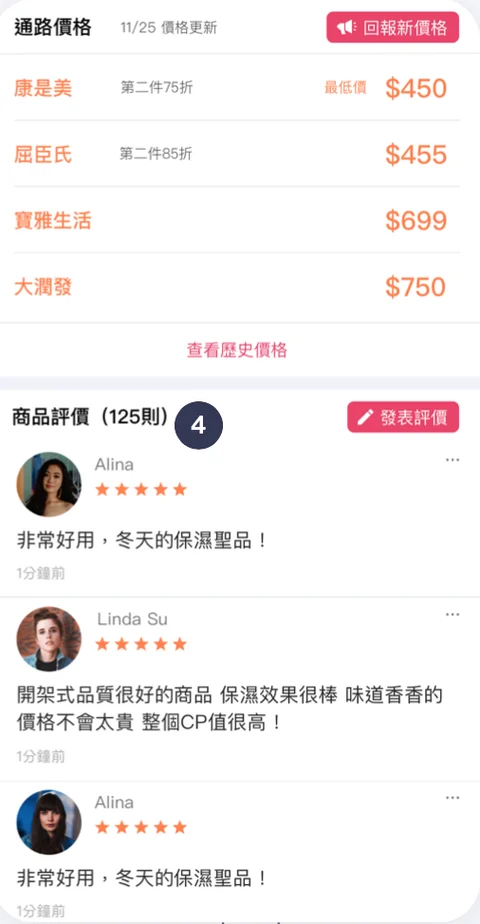 通路價格 11/25 價格更新 回報新價格
康是美 第二件75折 最低價 $450
屈臣氏 第二件85折 $455
寶雅生活 $699
大潤發 $750
查看歷史價格
商品評價（125則） 4 發表評價
Alina
非常好用，冬天的保濕聖品！
1分鐘前
Linda Su
開架式品質很好的商品 保濕效果很棒 味道香香的
價格不會太貴 整個CP值很高！
1分鐘前
Alina
非常好用，冬天的保濕聖品！
1分鐘前